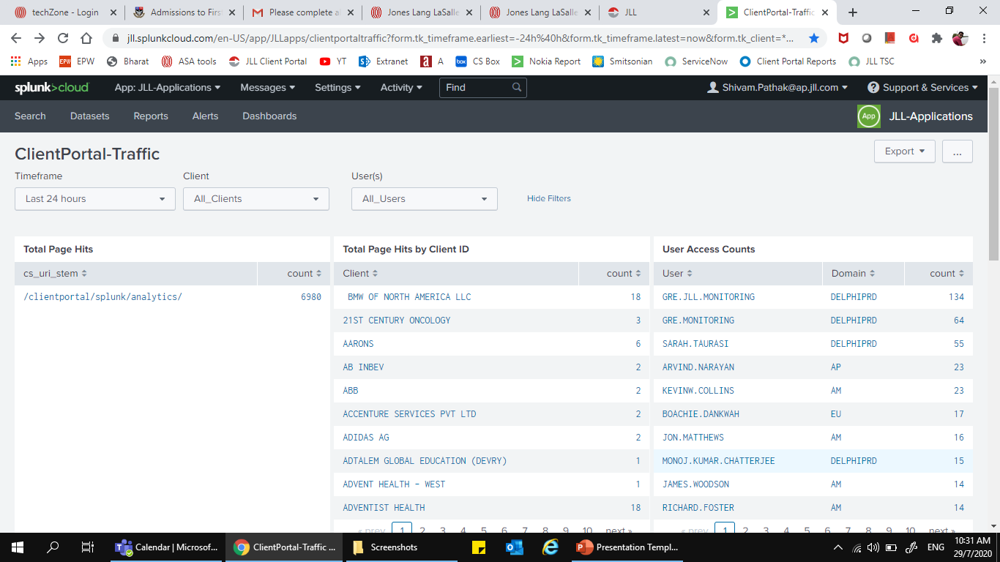 techZone - Login
Admissions to Firs
Please complete a
Jones Lang LaSalle
Jones Lang LaSalle
JLL
ClientPortal-Traffic
jll.splunkcloud.com/en-US/app/JLLapps/clientportaltraffic?form.tk_timeframe.earliest=-24h%40h&form.tk_timeframe.latest=now&form.tk_client=*...
Apps
EPW EPW
Bharat
ASA tools
JLL Client Portal
YT
Extranet
a A
box CS Box
Nokia Report
Smitsonian
ServiceNow
Client Portal Reports
JLL TSC
»
splunk>cloud
App: JLL-Applications
Messages
Settings
Activity
Find
Shivam.Pathak@ap.jll.com
Support & Services
Search
Datasets
Reports
Alerts
Dashboards
App JLL-Applications
ClientPortal-Traffic
Export
...
Timeframe
Client
User(s)
Last 24 hours
All_Clients
All_Users
Hide Filters
Total Page Hits
cs_uri_stem count
/clientportal/splunk/analytics/ 6980
Total Page Hits by Client ID
Client count
BMW OF NORTH AMERICA LLC 18
21ST CENTURY ONCOLOGY 3
AARONS 6
AB INBEV 2
ABB 2
ACCENTURE SERVICES PVT LTD 2
ADIDAS AG 2
ADTALEM GLOBAL EDUCATION (DEVRY) 1
ADVENT HEALTH - WEST 1
ADVENTIST HEALTH 18
« prev 1 2 3 4 5 6 7 8 9 10 next »
User Access Counts
User Domain count
GRE.JLL.MONITORING DELPHIPRD 134
GRE.MONITORING DELPHIPRD 64
SARAH.TAURASI DELPHIPRD 55
ARVIND.NARAYAN AP 23
KEVINW.COLLINS AM 23
BOACHIE.DANKWAH EU 17
JON.MATTHEWS AM 16
MONOJ.KUMAR.CHATTERJEE DELPHIPRD 15
JAMES.WOODSON AM 14
RICHARD.FOSTER AM 14
« prev 1 2 3 4 5 6 7 8 9 10 next »
Calendar | Microsof...
ClientPortal-Traffic ...
Screenshots
Presentation Templ...
ENG
10:31 AM
29/7/2020